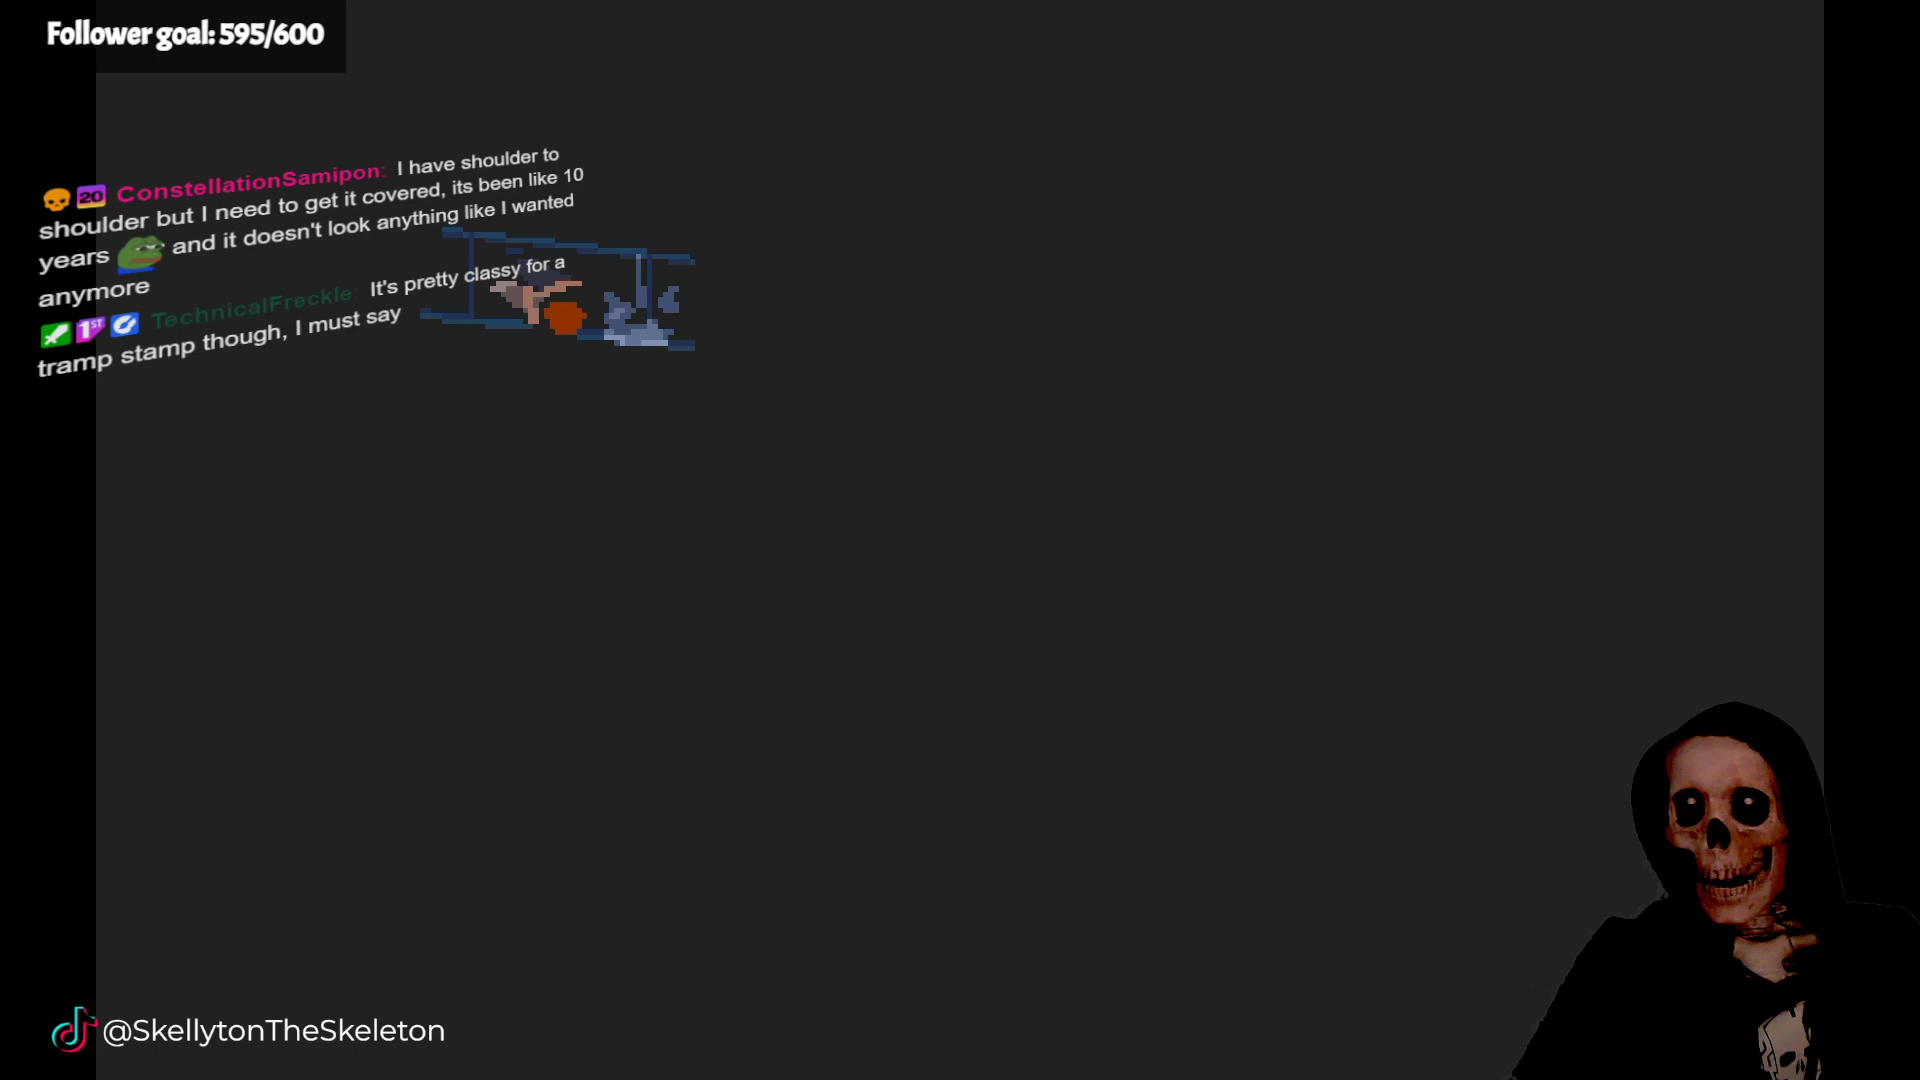 Follower goal: 595/600
20 ConstellationSamipon: I have shoulder to
shoulder but I need to get it covered, its been like 10
years and it doesn't look anything like I wanted
anymore
1ST TechnicalFreckle: It's pretty classy for a
tramp stamp though, I must say
@SkellytonTheSkeleton